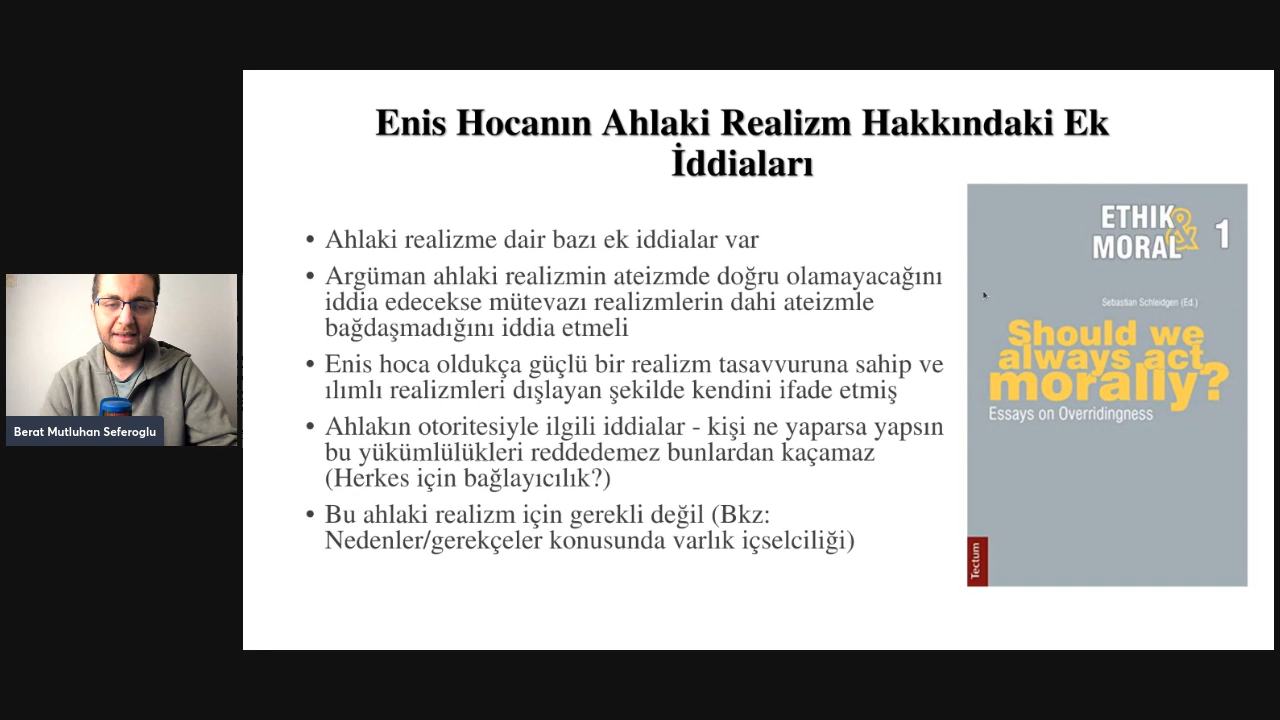 Enis Hocanın Ahlaki Realizm Hakkındaki Ek
İddiaları
• Ahlaki realizme dair bazı ek iddialar var
• Argüman ahlaki realizmin ateizmde doğru olamayacağını
iddia edecekse mütevazı realizmlerin dahi ateizmle
bağdaşmadığını iddia etmeli
• Enis hoca oldukça güçlü bir realizm tasavvuruna sahip ve
ılımlı realizmleri dışlayan şekilde kendini ifade etmiş
• Ahlakın otoritesiyle ilgili iddialar - kişi ne yaparsa yapsın
bu yükümlülükleri reddedemez bunlardan kaçamaz
(Herkes için bağlayıcılık?)
• Bu ahlaki realizm için gerekli değil (Bkz:
Nedenler/gerekçeler konusunda varlık içselciliği)
ETHIK &
MORAL 1
Sebastian Schleidgen (Ed.)
Should we
always act
morally?
Essays on Overridingness
Tectum
Berat Mutluhan Seferoglu